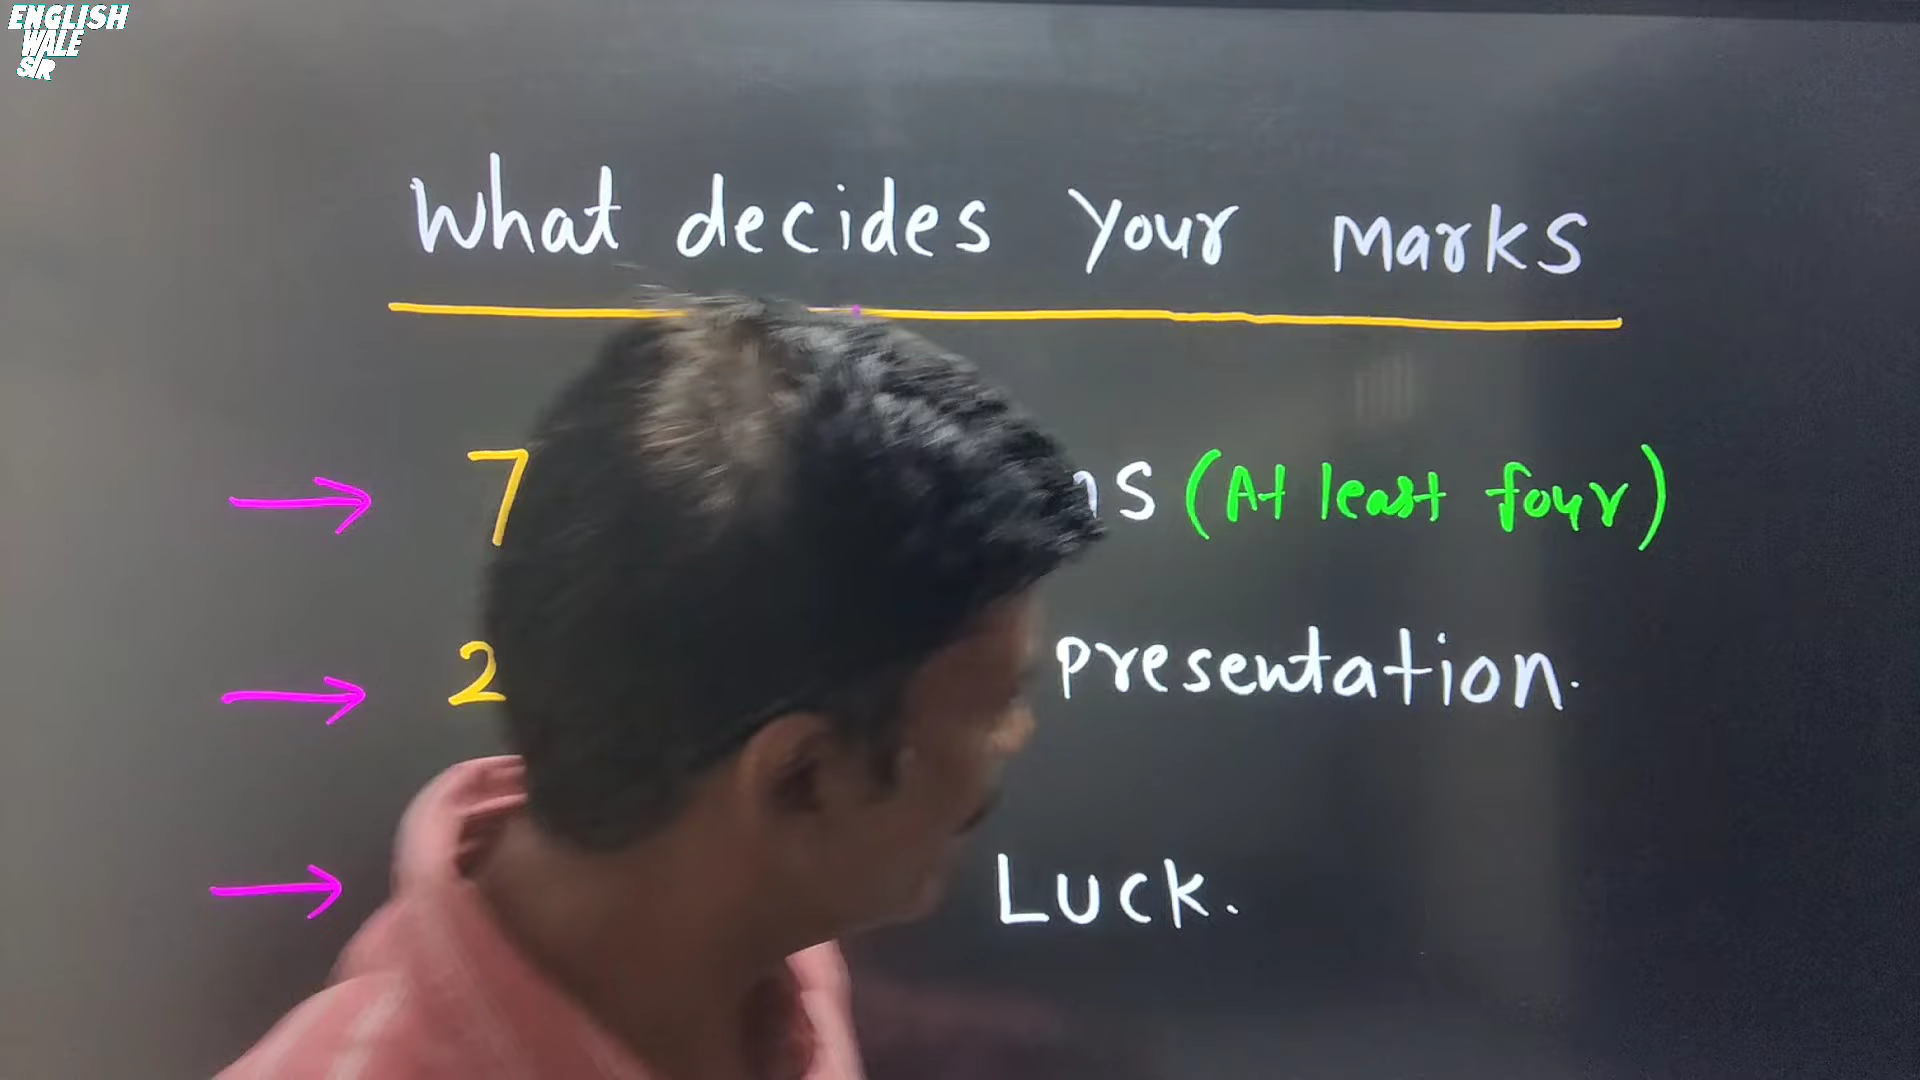 ENGLISH
WALE
SIR
What decides your marks
→ 7 (At least four)
→ 2 presentation.
→ Luck.